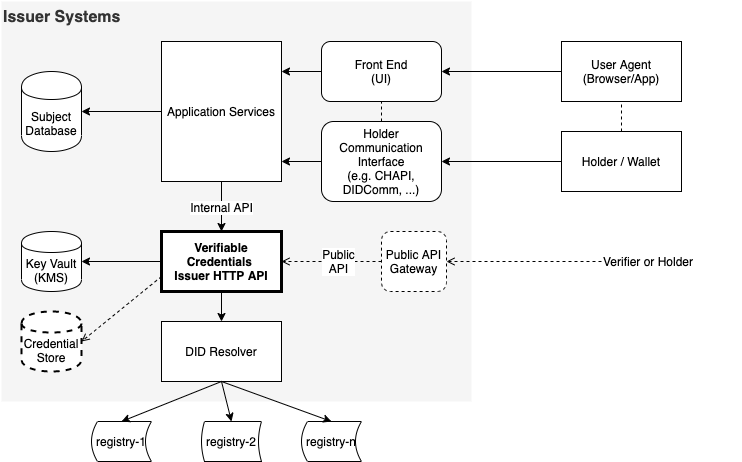 Issuer Systems
Front End
(UI)
User Agent
(Browser/App)
Subject
Database
Application Services
Holder
Communication
Interface
(e.g. CHAPI,
DIDComm, ...)
Holder / Wallet
Internal API
Key Vault
(KMS)
Verifiable
Credentials
Issuer HTTP API
Public
API
Public API
Gateway
Verifier or Holder
Credential
Store
DID Resolver
registry-1
registry-2
registry-n